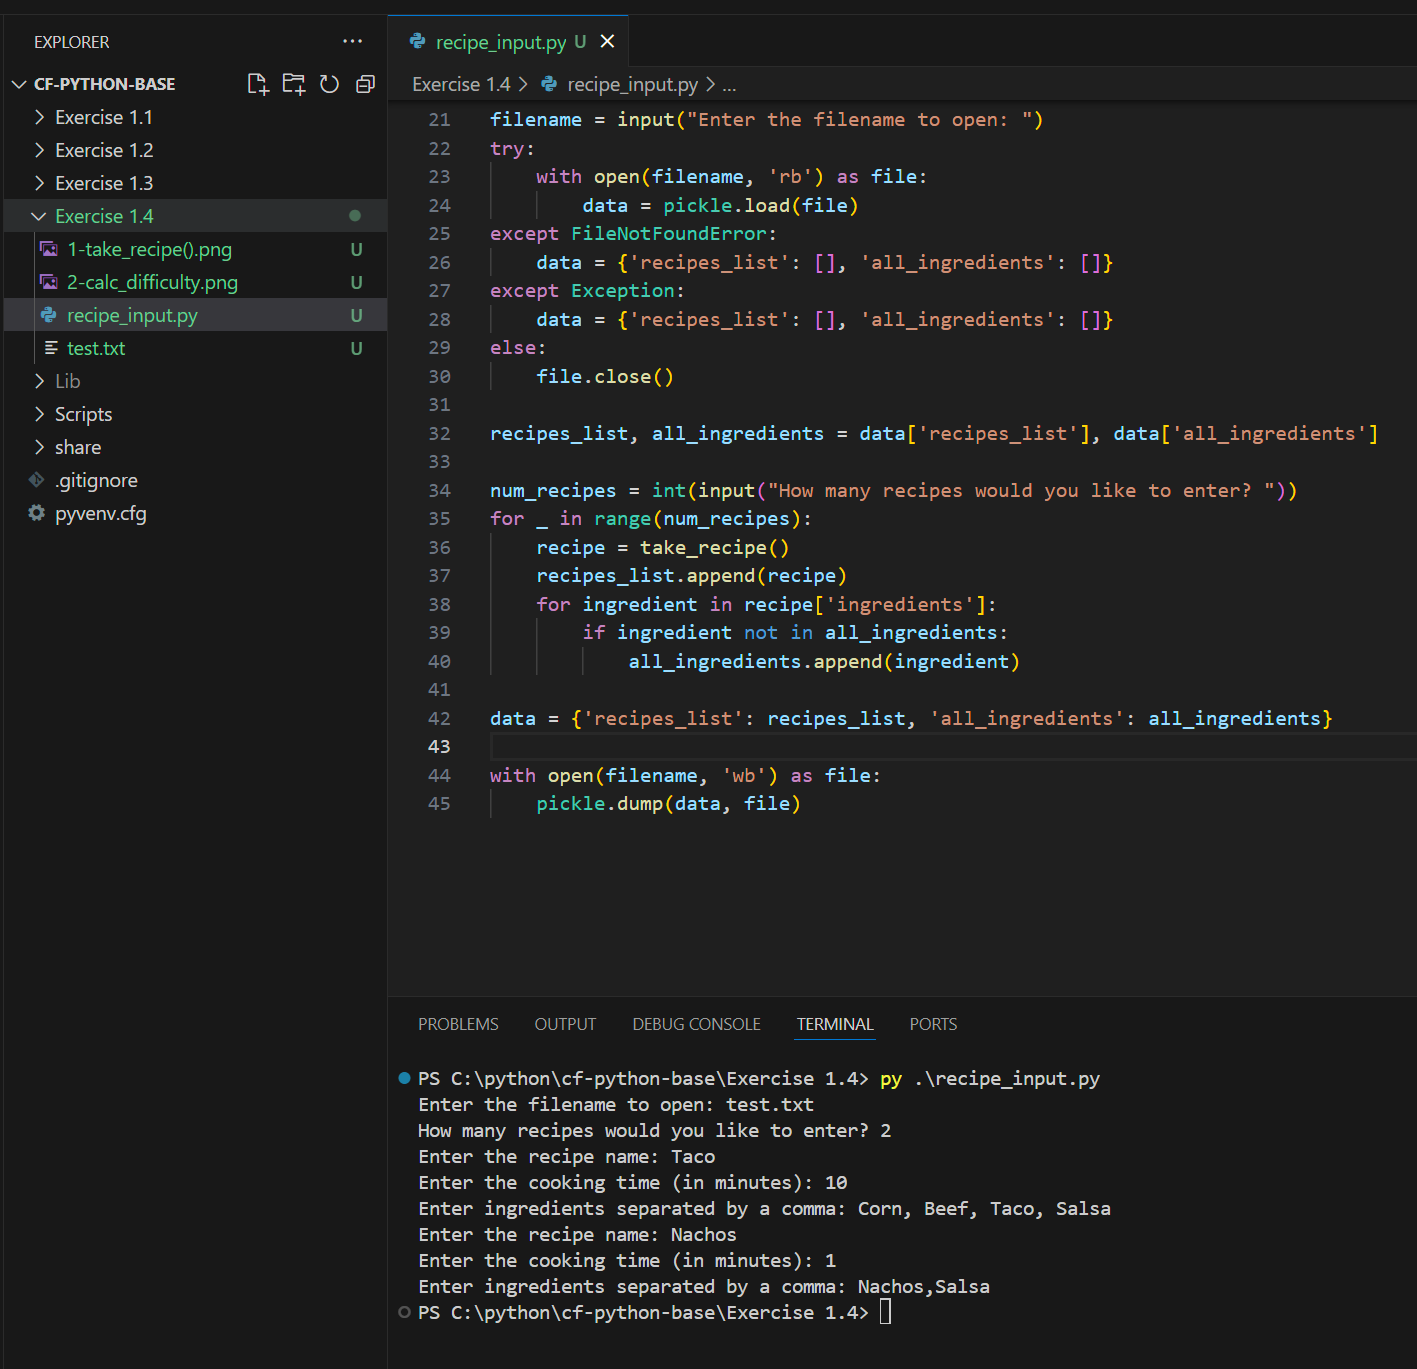 EXPLORER
CF-PYTHON-BASE
Exercise 1.1
Exercise 1.2
Exercise 1.3
Exercise 1.4
1-take_recipe().png U
2-calc_difficulty.png U
recipe_input.py U
test.txt U
Lib
Scripts
share
.gitignore
pyvenv.cfg
recipe_input.py U
Exercise 1.4 > recipe_input.py > ...
21 filename = input("Enter the filename to open: ")
22 try:
23     with open(filename, 'rb') as file:
24         data = pickle.load(file)
25 except FileNotFoundError:
26     data = {'recipes_list': [], 'all_ingredients': []}
27 except Exception:
28     data = {'recipes_list': [], 'all_ingredients': []}
29 else:
30     file.close()
31
32 recipes_list, all_ingredients = data['recipes_list'], data['all_ingredients']
33
34 num_recipes = int(input("How many recipes would you like to enter? "))
35 for _ in range(num_recipes):
36     recipe = take_recipe()
37     recipes_list.append(recipe)
38     for ingredient in recipe['ingredients']:
39         if ingredient not in all_ingredients:
40             all_ingredients.append(ingredient)
41
42 data = {'recipes_list': recipes_list, 'all_ingredients': all_ingredients}
43
44 with open(filename, 'wb') as file:
45     pickle.dump(data, file)
PROBLEMS OUTPUT DEBUG CONSOLE TERMINAL PORTS
PS C:\python\cf-python-base\Exercise 1.4> py .\recipe_input.py
Enter the filename to open: test.txt
How many recipes would you like to enter? 2
Enter the recipe name: Taco
Enter the cooking time (in minutes): 10
Enter ingredients separated by a comma: Corn, Beef, Taco, Salsa
Enter the recipe name: Nachos
Enter the cooking time (in minutes): 1
Enter ingredients separated by a comma: Nachos,Salsa
PS C:\python\cf-python-base\Exercise 1.4>